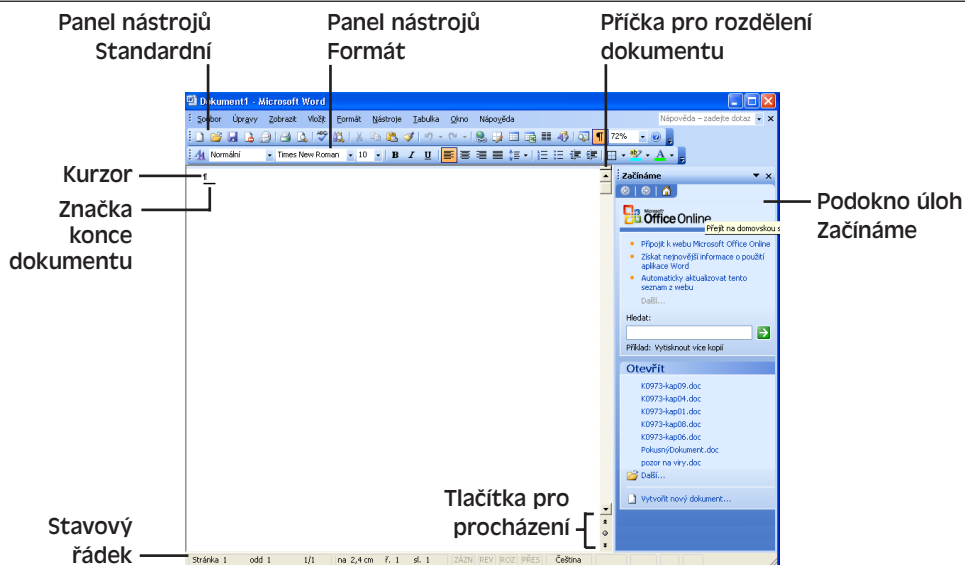 Panel nástrojů
Standardní
Panel nástrojů
Formát
Příčka pro rozdělení
dokumentu
Dokument1 - Microsoft Word
Soubor Úpravy Zobrazit Vložit Formát Nástroje Tabulka Okno Nápověda Nápověda – zadejte dotaz
72%
Normální Times New Roman 10 B I U
Kurzor
Značka
konce
dokumentu
Začínáme
Microsoft
Office Online
Přejít na domovskou s
Připojit k webu Microsoft Office Online
Získat nejnovější informace o použití
aplikace Word
Automaticky aktualizovat tento
seznam z webu
Další...
Hledat:
Příklad: Vytisknout více kopií
Otevřít
K0973-kap09.doc
K0973-kap04.doc
K0973-kap01.doc
K0973-kap08.doc
K0973-kap06.doc
PokusnýDokument.doc
pozor na viry.doc
Další...
Vytvořit nový dokument...
Podokno úloh
Začínáme
Tlačítka pro
procházení
Stavový
řádek
Stránka 1 odd 1 1/1 na 2,4 cm ř. 1 sl. 1 ZÁZN REV ROZ PŘES Čeština